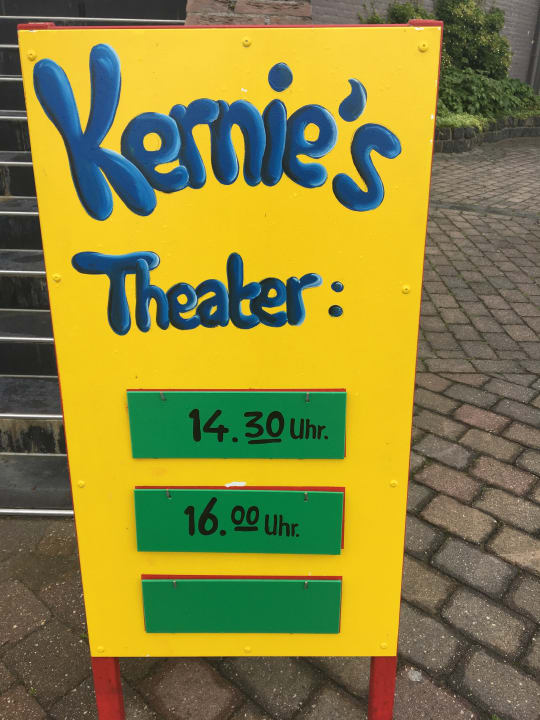 Kernie's
Theater:
14.30 Uhr.
16.00 Uhr.